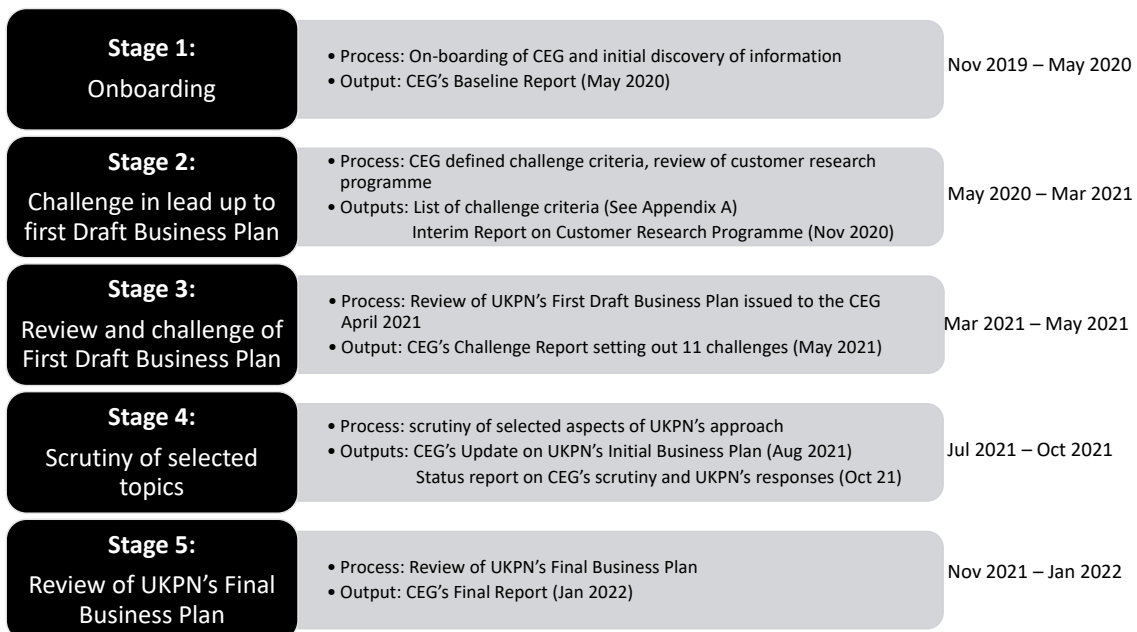 Stage 1:
Onboarding
• Process: On-boarding of CEG and initial discovery of information
• Output: CEG's Baseline Report (May 2020)
Nov 2019 – May 2020
Stage 2:
Challenge in lead up to
first Draft Business Plan
• Process: CEG defined challenge criteria, review of customer research
programme
• Outputs: List of challenge criteria (See Appendix A)
Interim Report on Customer Research Programme (Nov 2020)
May 2020 – Mar 2021
Stage 3:
Review and challenge of
First Draft Business Plan
• Process: Review of UKPN's First Draft Business Plan issued to the CEG
April 2021
• Output: CEG's Challenge Report setting out 11 challenges (May 2021)
Mar 2021 – May 2021
Stage 4:
Scrutiny of selected
topics
• Process: scrutiny of selected aspects of UKPN's approach
• Outputs: CEG's Update on UKPN's Initial Business Plan (Aug 2021)
Status report on CEG's scrutiny and UKPN's responses (Oct 21)
Jul 2021 – Oct 2021
Stage 5:
Review of UKPN's Final
Business Plan
• Process: Review of UKPN's Final Business Plan
• Output: CEG's Final Report (Jan 2022)
Nov 2021 – Jan 2022